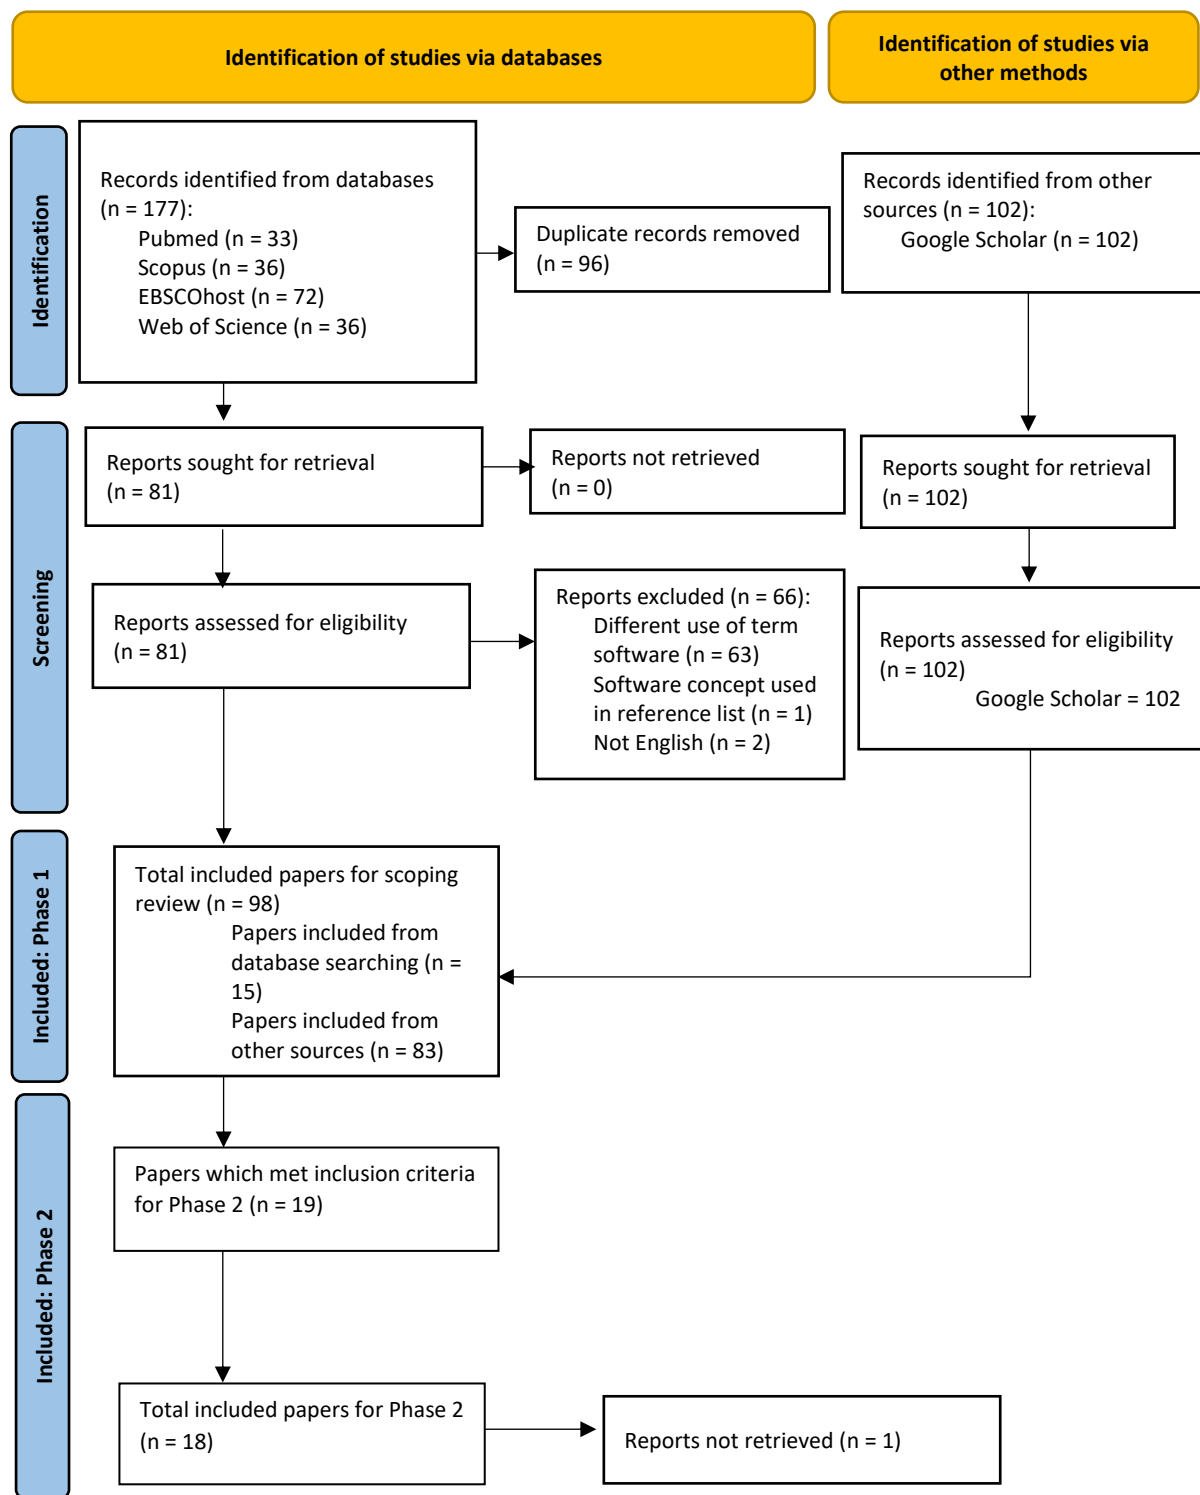 Identification of studies via databases
Identification of studies via
other methods
Identification
Records identified from databases
(n = 177):
Pubmed (n = 33)
Scopus (n = 36)
EBSCOhost (n = 72)
Web of Science (n = 36)
Duplicate records removed
(n = 96)
Records identified from other
sources (n = 102):
Google Scholar (n = 102)
Screening
Reports sought for retrieval
(n = 81)
Reports not retrieved
(n = 0)
Reports sought for retrieval
(n = 102)
Reports assessed for eligibility
(n = 81)
Reports excluded (n = 66):
Different use of term
software (n = 63)
Software concept used
in reference list (n = 1)
Not English (n = 2)
Reports assessed for eligibility
(n = 102)
Google Scholar = 102
Included: Phase 1
Total included papers for scoping
review (n = 98)
Papers included from
database searching (n =
15)
Papers included from
other sources (n = 83)
Included: Phase 2
Papers which met inclusion criteria
for Phase 2 (n = 19)
Total included papers for Phase 2
(n = 18)
Reports not retrieved (n = 1)